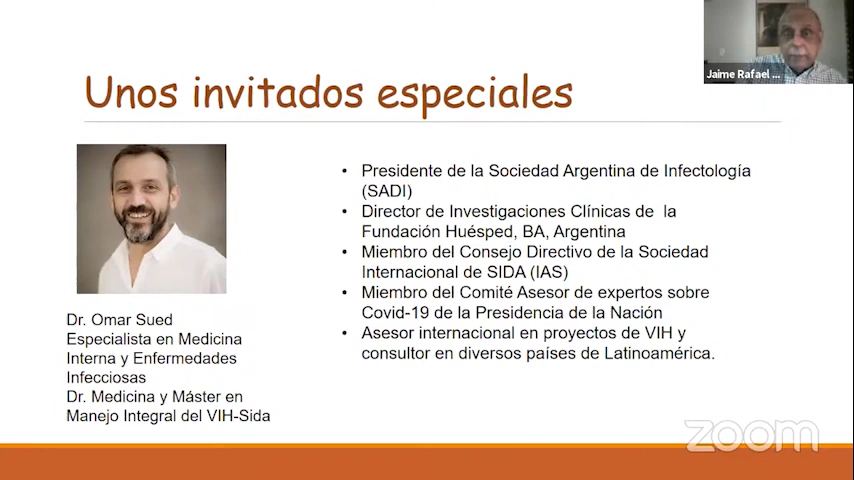 Jaime Rafael ...
Unos invitados especiales
Dr. Omar Sued
Especialista en Medicina
Interna y Enfermedades
Infecciosas
Dr. Medicina y Máster en
Manejo Integral del VIH-Sida
• Presidente de la Sociedad Argentina de Infectología
(SADI)
• Director de Investigaciones Clínicas de la
Fundación Huésped, BA, Argentina
• Miembro del Consejo Directivo de la Sociedad
Internacional de SIDA (IAS)
• Miembro del Comité Asesor de expertos sobre
Covid-19 de la Presidencia de la Nación
• Asesor internacional en proyectos de VIH y
consultor en diversos países de Latinoamérica.
zoom